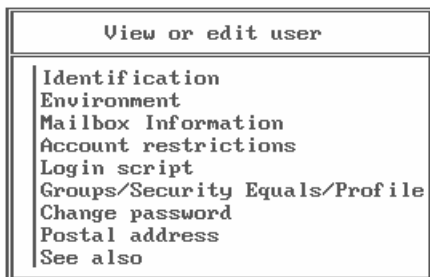 View or edit user
Identification
Environment
Mailbox Information
Account restrictions
Login script
Groups/Security Equals/Profile
Change password
Postal address
See also